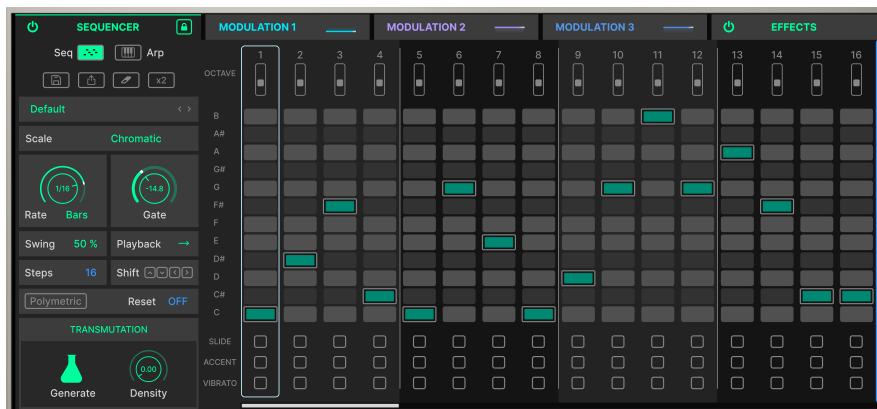 SEQUENCER
MODULATION 1
MODULATION 2
MODULATION 3
EFFECTS
Seq
Arp
x2
Default
Scale
Chromatic
1/16
-14.8
Rate
Bars
Gate
Swing
50 %
Playback →
Steps
16
Shift
Polymetric
Reset
OFF
TRANSMUTATION
0.00
Generate
Density
1 2 3 4 5 6 7 8 9 10 11 12 13 14 15 16
OCTAVE
B
A#
A
G#
G
F#
F
E
D#
D
C#
C
SLIDE
ACCENT
VIBRATO